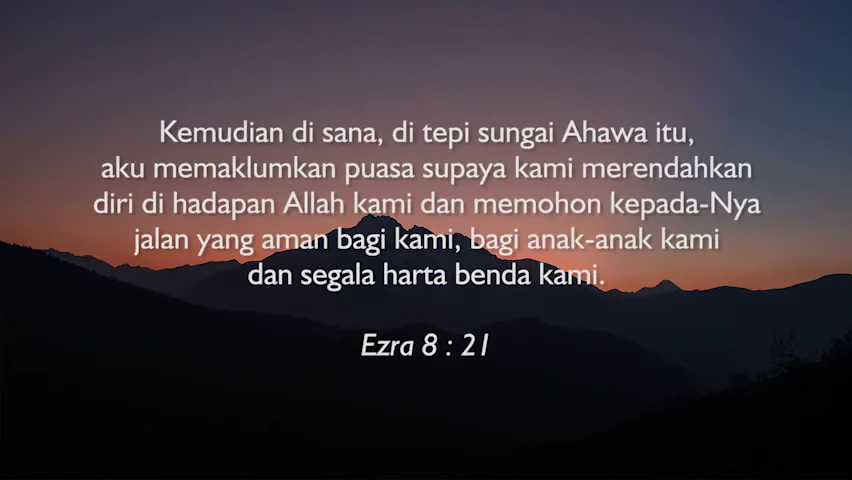 Kemudian di sana, di tepi sungai Ahawa itu,
aku memaklumkan puasa supaya kami merendahkan
diri di hadapan Allah kami dan memohon kepada-Nya
jalan yang aman bagi kami, bagi anak-anak kami
dan segala harta benda kami.
Ezra 8 : 21